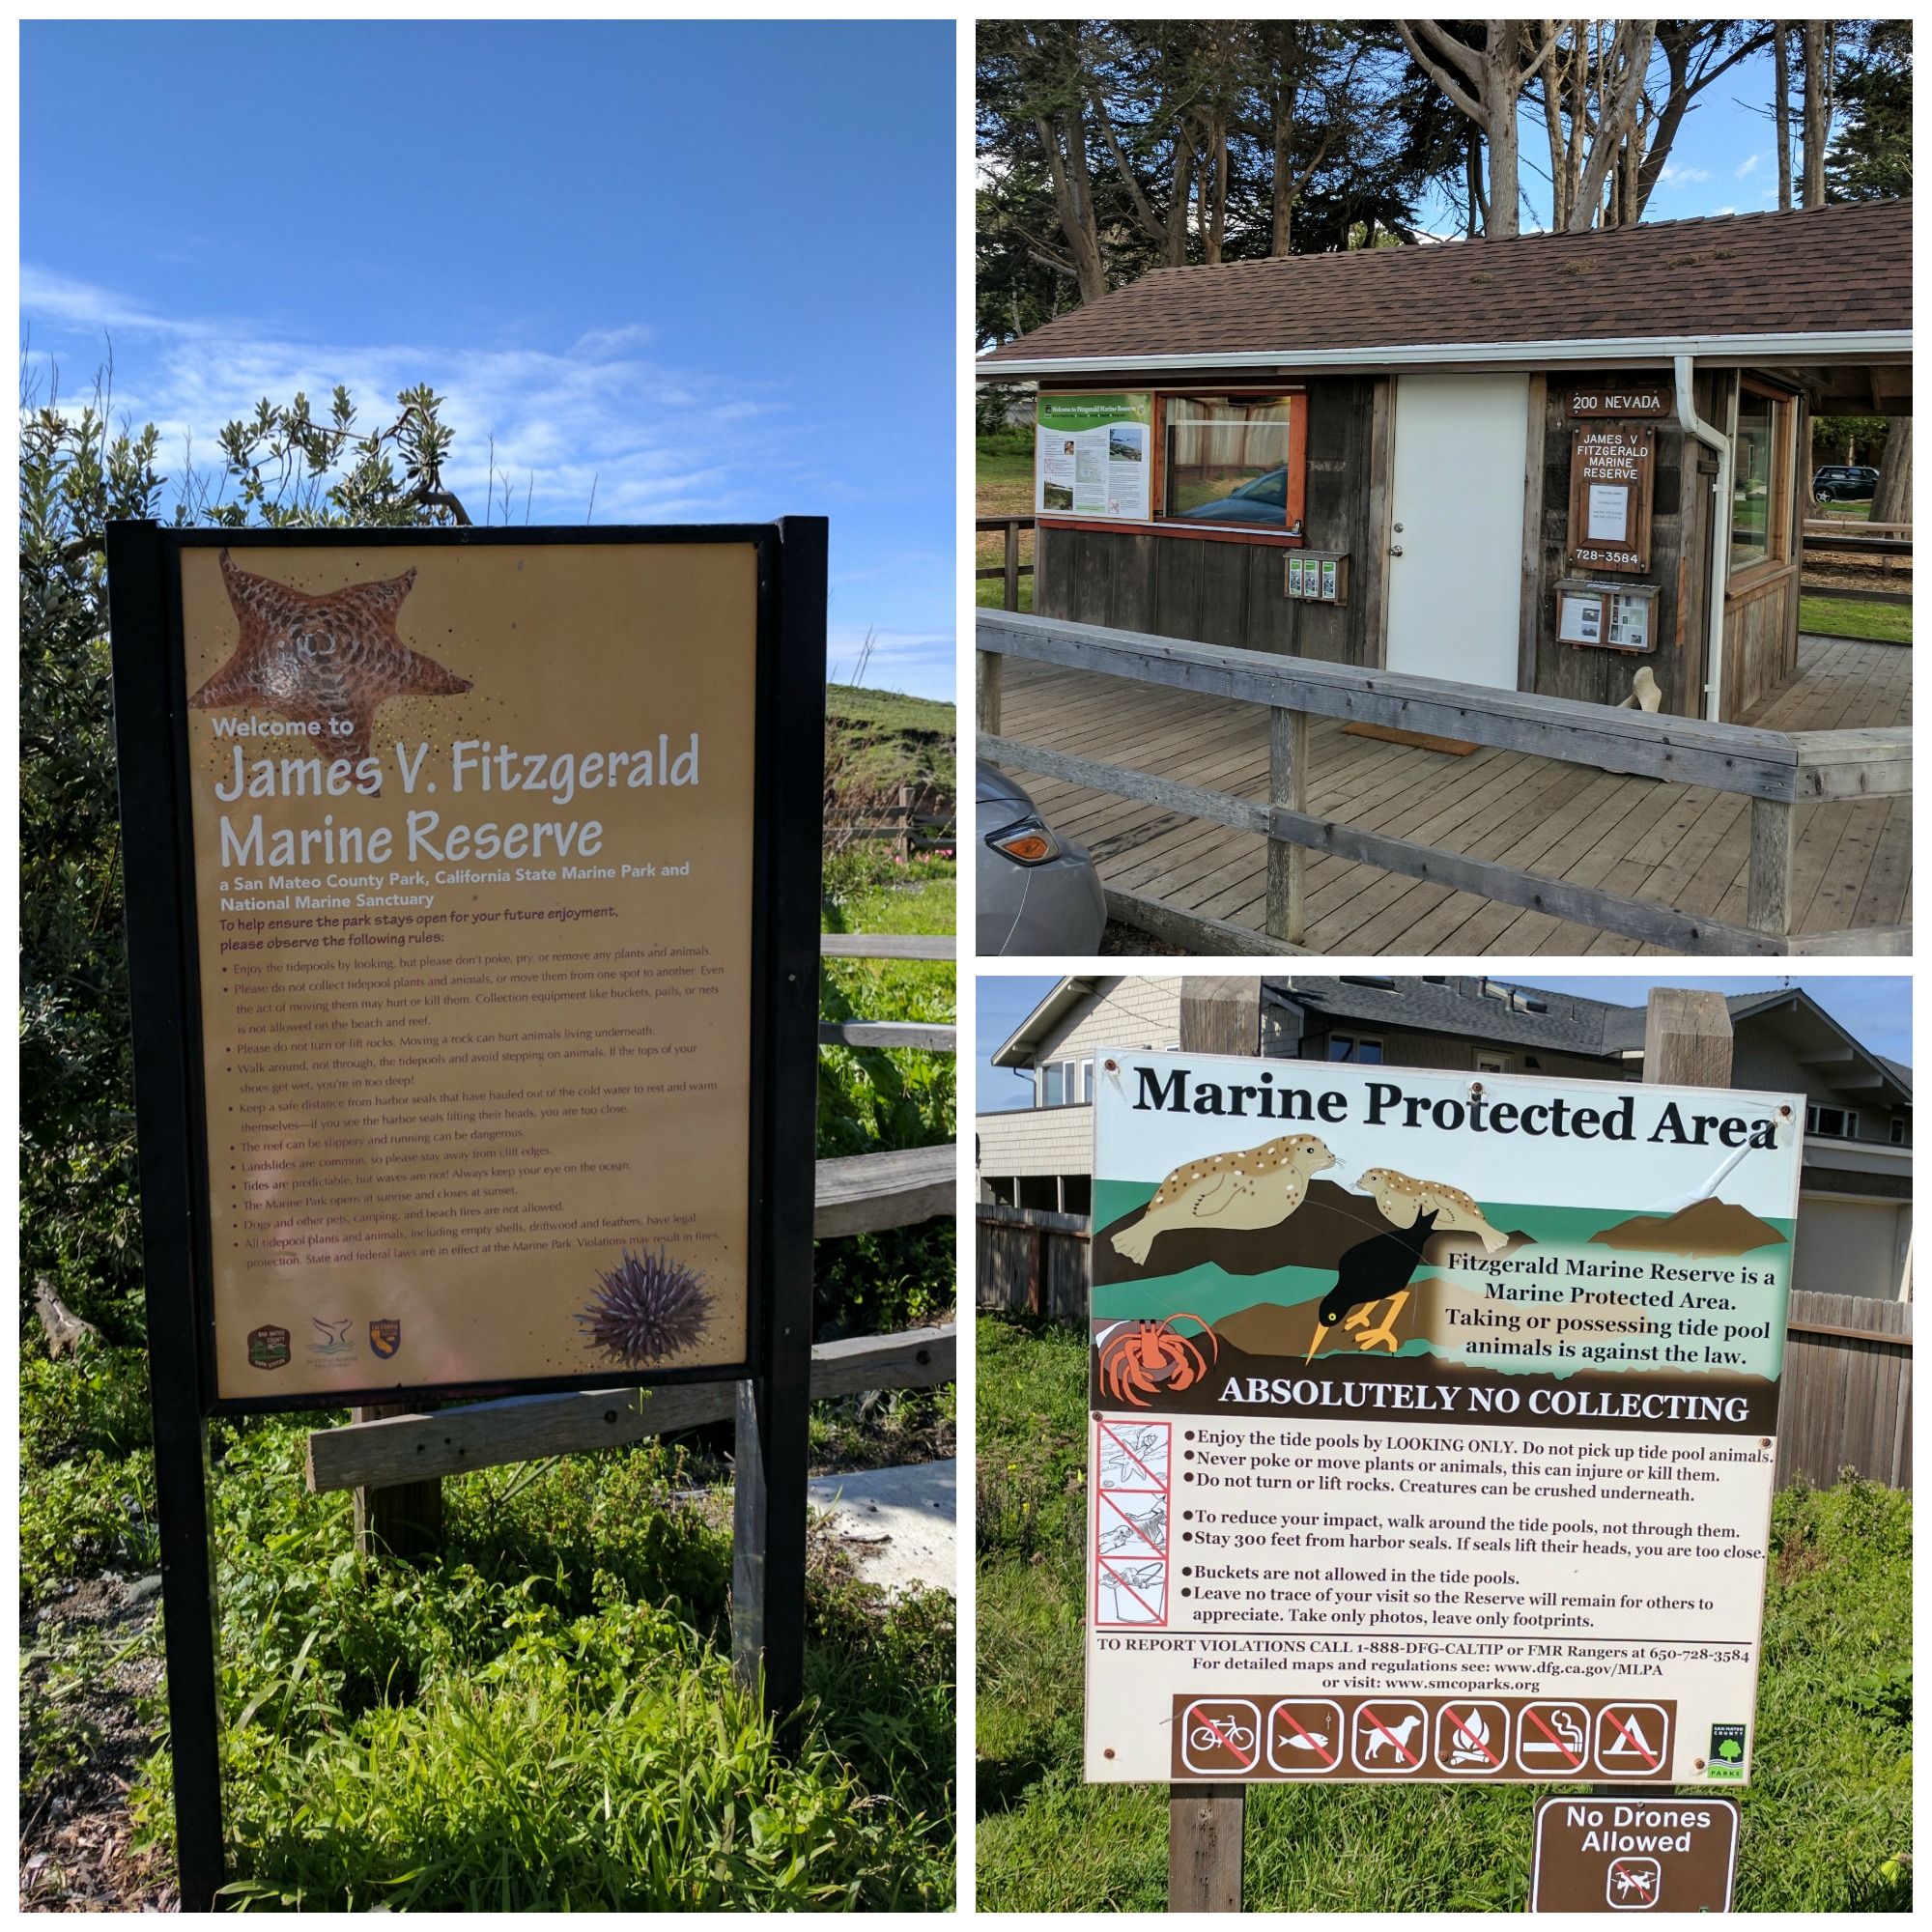 Welcome to
James V. Fitzgerald
Marine Reserve
a San Mateo County Park, California State Marine Park and
National Marine Sanctuary
To help ensure the park stays open for your future enjoyment,
please observe the following rules:
• Enjoy the tidepools by looking, but please don't poke, pry, or remove any plants and animals.
• Please do not collect tidepool plants and animals, or move them from one spot to another. Even
the act of moving them may hurt or kill them. Collection equipment like buckets, pails, or nets
is not allowed on the beach and reef.
• Please do not turn or lift rocks. Moving a rock can hurt animals living underneath.
• Walk around, not through, the tidepools and avoid stepping on animals. If the tops of your
shoes get wet, you're in too deep!
• Keep a safe distance from harbor seals that have hauled out of the cold water to rest and warm
themselves—if you see the harbor seals lifting their heads, you are too close.
• The reef can be slippery and running can be dangerous.
• Landslides are common, so please stay away from cliff edges.
• Tides are predictable, but waves are not! Always keep your eye on the ocean.
• The Marine Park opens at sunrise and closes at sunset.
• Dogs and other pets, camping, and beach fires are not allowed.
• All tidepool plants and animals, including empty shells, driftwood and feathers, have legal
protection. State and federal laws are in effect at the Marine Park. Violations may result in fines.
SAN MATEO
COUNTY
CALIFORNIA
Welcome to Fitzgerald Marine Reserve
200 NEVADA
JAMES V
FITZGERALD
MARINE
RESERVE
728-3584
Marine Protected Area
Fitzgerald Marine Reserve is a
Marine Protected Area.
Taking or possessing tide pool
animals is against the law.
ABSOLUTELY NO COLLECTING
●Enjoy the tide pools by LOOKING ONLY. Do not pick up tide pool animals.
●Never poke or move plants or animals, this can injure or kill them.
●Do not turn or lift rocks. Creatures can be crushed underneath.
●To reduce your impact, walk around the tide pools, not through them.
●Stay 300 feet from harbor seals. If seals lift their heads, you are too close.
●Buckets are not allowed in the tide pools.
●Leave no trace of your visit so the Reserve will remain for others to
appreciate. Take only photos, leave only footprints.
TO REPORT VIOLATIONS CALL 1-888-DFG-CALTIP or FMR Rangers at 650-728-3584
For detailed maps and regulations see: www.dfg.ca.gov/MLPA
or visit: www.smcoparks.org
SAN MATEO
COUNTY
PARKS
No Drones
Allowed